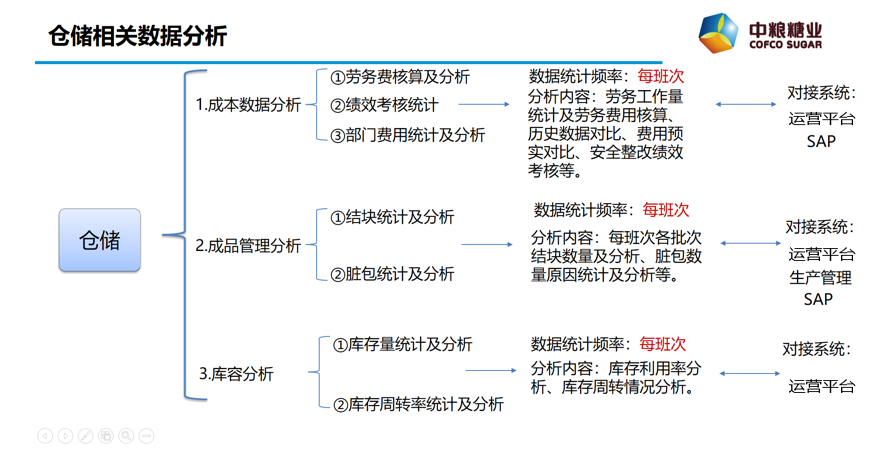 仓储相关数据分析
中粮糖业
COFCO SUGAR
仓储
1.成本数据分析
①劳务费核算及分析
②绩效考核统计
③部门费用统计及分析
数据统计频率：每班次
分析内容：劳务工作量
统计及劳务费用核算、
历史数据对比、费用预
实对比、安全整改绩效
考核等。
对接系统：
运营平台
SAP
2.成品管理分析
①结块统计及分析
②脏包统计及分析
数据统计频率：每班次
分析内容：每班次各批次
结块数量及分析、脏包数
量原因统计及分析等。
对接系统：
运营平台
生产管理
SAP
3.库容分析
①库存量统计及分析
②库存周转率统计及分析
数据统计频率：每班次
分析内容：库存利用率分
析、库存周转情况分析。
对接系统：
运营平台